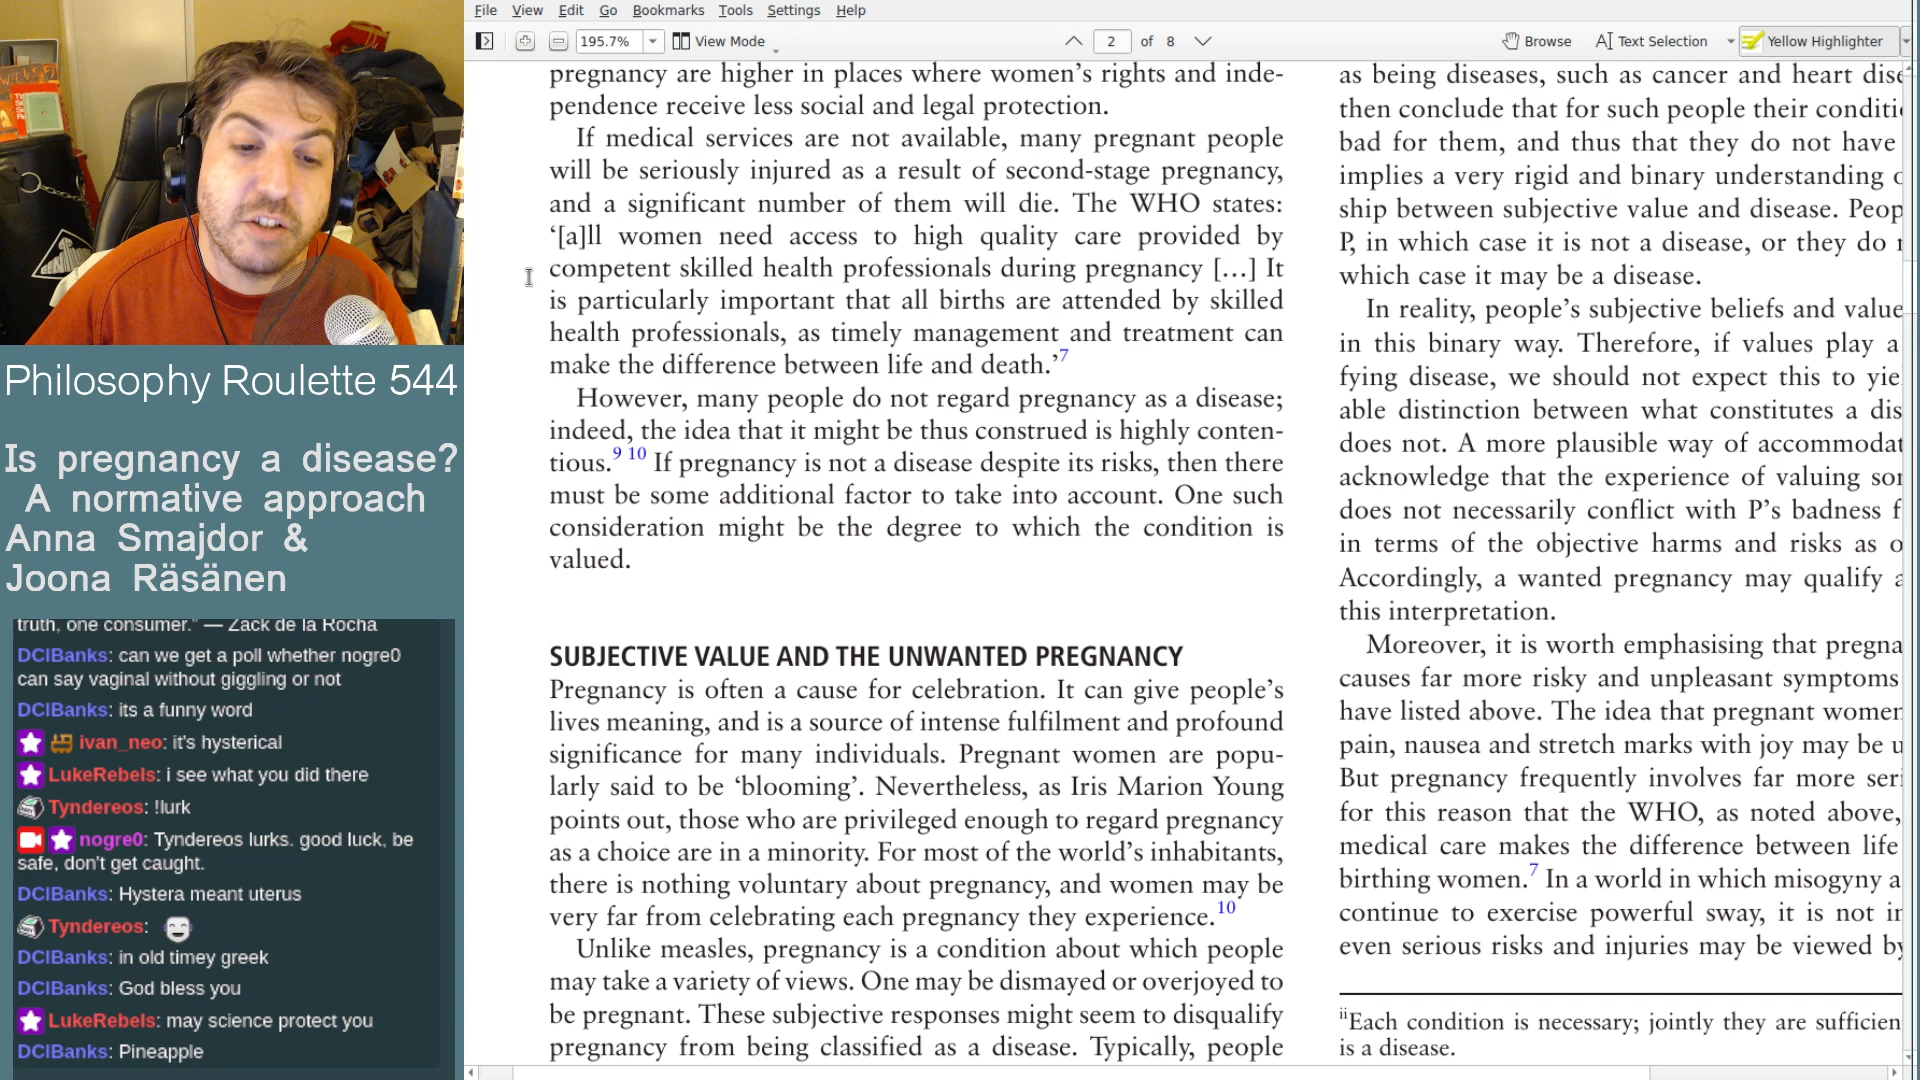 File View Edit Go Bookmarks Tools Settings Help
195.7% View Mode 2 of 8 Browse Text Selection Yellow Highlighter
pregnancy are higher in places where women's rights and inde-
pendence receive less social and legal protection.
If medical services are not available, many pregnant people
will be seriously injured as a result of second-stage pregnancy,
and a significant number of them will die. The WHO states:
‘[a]ll women need access to high quality care provided by
competent skilled health professionals during pregnancy […] It
is particularly important that all births are attended by skilled
health professionals, as timely management and treatment can
make the difference between life and death.’7
However, many people do not regard pregnancy as a disease;
indeed, the idea that it might be thus construed is highly conten-
tious.9 10 If pregnancy is not a disease despite its risks, then there
must be some additional factor to take into account. One such
consideration might be the degree to which the condition is
valued.
SUBJECTIVE VALUE AND THE UNWANTED PREGNANCY
Pregnancy is often a cause for celebration. It can give people's
lives meaning, and is a source of intense fulfilment and profound
significance for many individuals. Pregnant women are popu-
larly said to be ‘blooming’. Nevertheless, as Iris Marion Young
points out, those who are privileged enough to regard pregnancy
as a choice are in a minority. For most of the world's inhabitants,
there is nothing voluntary about pregnancy, and women may be
very far from celebrating each pregnancy they experience.10
Unlike measles, pregnancy is a condition about which people
may take a variety of views. One may be dismayed or overjoyed to
be pregnant. These subjective responses might seem to disqualify
pregnancy from being classified as a disease. Typically, people
as being diseases, such as cancer and heart dise
then conclude that for such people their conditi
bad for them, and thus that they do not have
implies a very rigid and binary understanding o
ship between subjective value and disease. Peop
P, in which case it is not a disease, or they do n
which case it may be a disease.
In reality, people's subjective beliefs and value
in this binary way. Therefore, if values play a
fying disease, we should not expect this to yie
able distinction between what constitutes a dis
does not. A more plausible way of accommodat
acknowledge that the experience of valuing son
does not necessarily conflict with P's badness f
in terms of the objective harms and risks as o
Accordingly, a wanted pregnancy may qualify a
this interpretation.
Moreover, it is worth emphasising that pregna
causes far more risky and unpleasant symptoms
have listed above. The idea that pregnant women
pain, nausea and stretch marks with joy may be u
But pregnancy frequently involves far more seri
for this reason that the WHO, as noted above,
medical care makes the difference between life
birthing women.7 In a world in which misogyny a
continue to exercise powerful sway, it is not in
even serious risks and injuries may be viewed by
iiEach condition is necessary; jointly they are sufficien
is a disease.
Philosophy Roulette 544
Is pregnancy a disease?
A normative approach
Anna Smajdor &
Joona Räsänen
truth, one consumer." — Zack de la Rocha
DCIBanks: can we get a poll whether nogre0
can say vaginal without giggling or not
DCIBanks: its a funny word
ivan_neo: it's hysterical
LukeRebels: i see what you did there
Tyndereos: !lurk
nogre0: Tyndereos lurks. good luck, be
safe, don't get caught.
DCIBanks: Hystera meant uterus
Tyndereos:
DCIBanks: in old timey greek
DCIBanks: God bless you
LukeRebels: may science protect you
DCIBanks: Pineapple